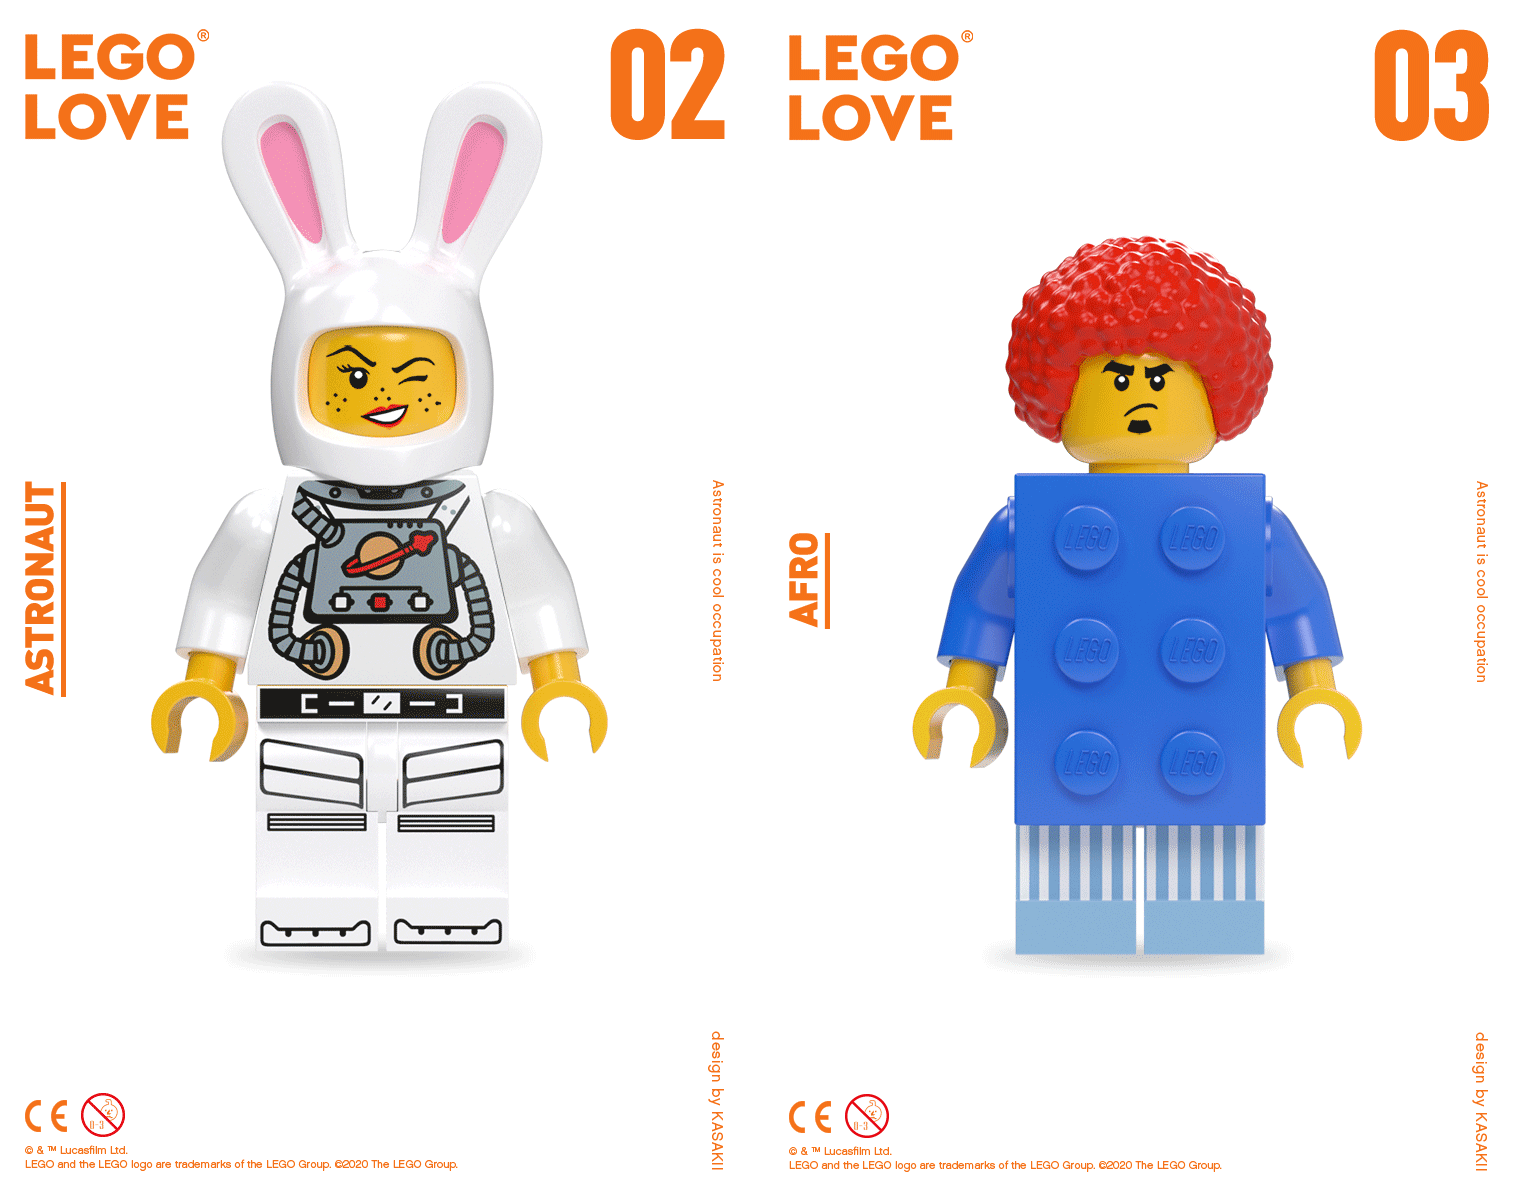 LEGO®
LOVE
02
ASTRONAUT
Astronaut is cool occupation
design by KASAKII
CE
0-3
© & ™ Lucasfilm Ltd.
LEGO and the LEGO logo are trademarks of the LEGO Group. ©2020 The LEGO Group.
LEGO®
LOVE
03
AFRO
LEGO LEGO
LEGO LEGO
LEGO LEGO
Astronaut is cool occupation
design by KASAKII
CE
0-3
© & ™ Lucasfilm Ltd.
LEGO and the LEGO logo are trademarks of the LEGO Group. ©2020 The LEGO Group.